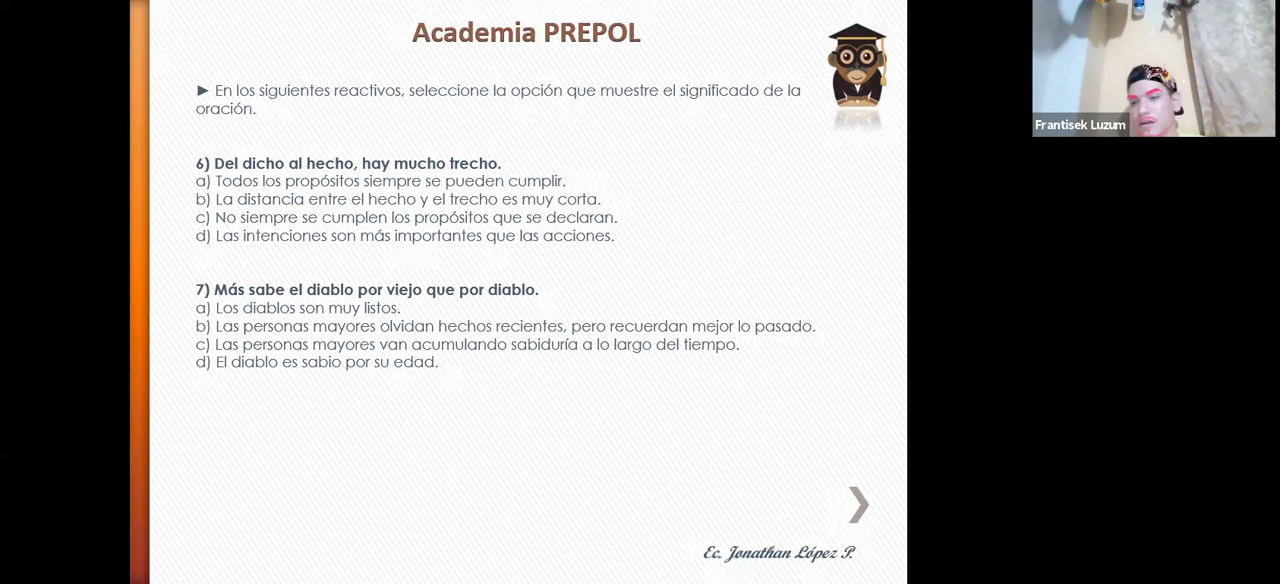 Academia PREPOL
► En los siguientes reactivos, seleccione la opción que muestre el significado de la
oración.
6) Del dicho al hecho, hay mucho trecho.
a) Todos los propósitos siempre se pueden cumplir.
b) La distancia entre el hecho y el trecho es muy corta.
c) No siempre se cumplen los propósitos que se declaran.
d) Las intenciones son más importantes que las acciones.
7) Más sabe el diablo por viejo que por diablo.
a) Los diablos son muy listos.
b) Las personas mayores olvidan hechos recientes, pero recuerdan mejor lo pasado.
c) Las personas mayores van acumulando sabiduría a lo largo del tiempo.
d) El diablo es sabio por su edad.
Ec. Jonathan López P.
Frantisek Luzum